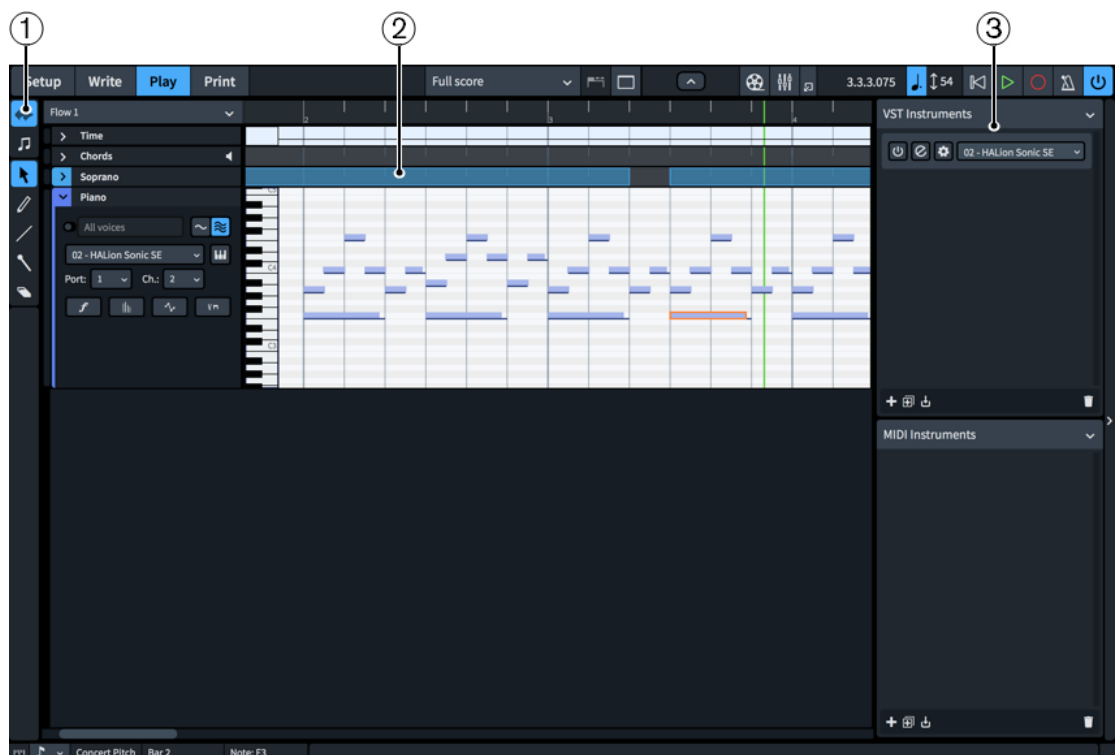 1 2 3
Setup Write Play Print Full score 3.3.3.075 54
Flow 1 2 3 4 VST Instruments
Time
Chords 02 - HALion Sonic SE
Soprano
Piano
All voices
02 - HALion Sonic SE C4
Port: 1 Ch.: 2
C3
MIDI Instruments
Concert Pitch Bar 2 Note: E3